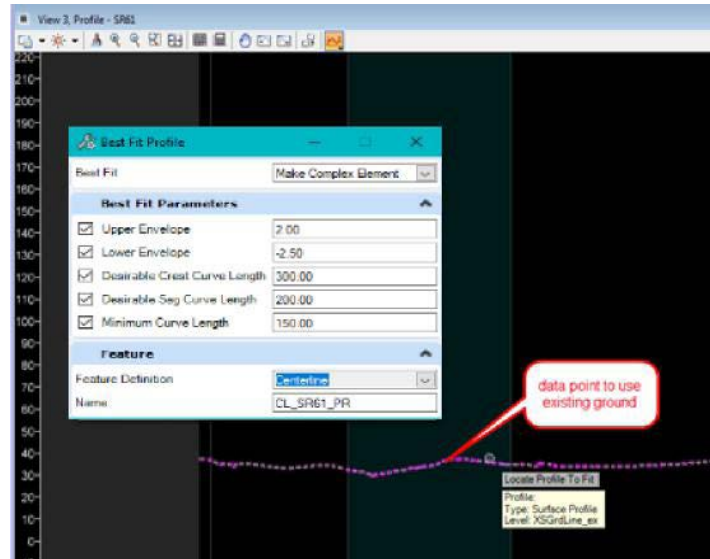 View 3, Profile - SR61
220
210
200
190
180
170
160
150
140
130
120
110
100
90
80
70
60
50
40
30
20
10
0
Best Fit Profile
Best Fit Make Complex Element
Best Fit Parameters
Upper Envelope 2.00
Lower Envelope -2.50
Desirable Crest Curve Length 300.00
Desirable Sag Curve Length 200.00
Minimum Curve Length 150.00
Feature
Feature Definition Centerline
Name CL_SR61_PR
data point to use
existing ground
Locate Profile To Fit
Profile:
Type: Surface Profile
Level: XSGrdLine_ex